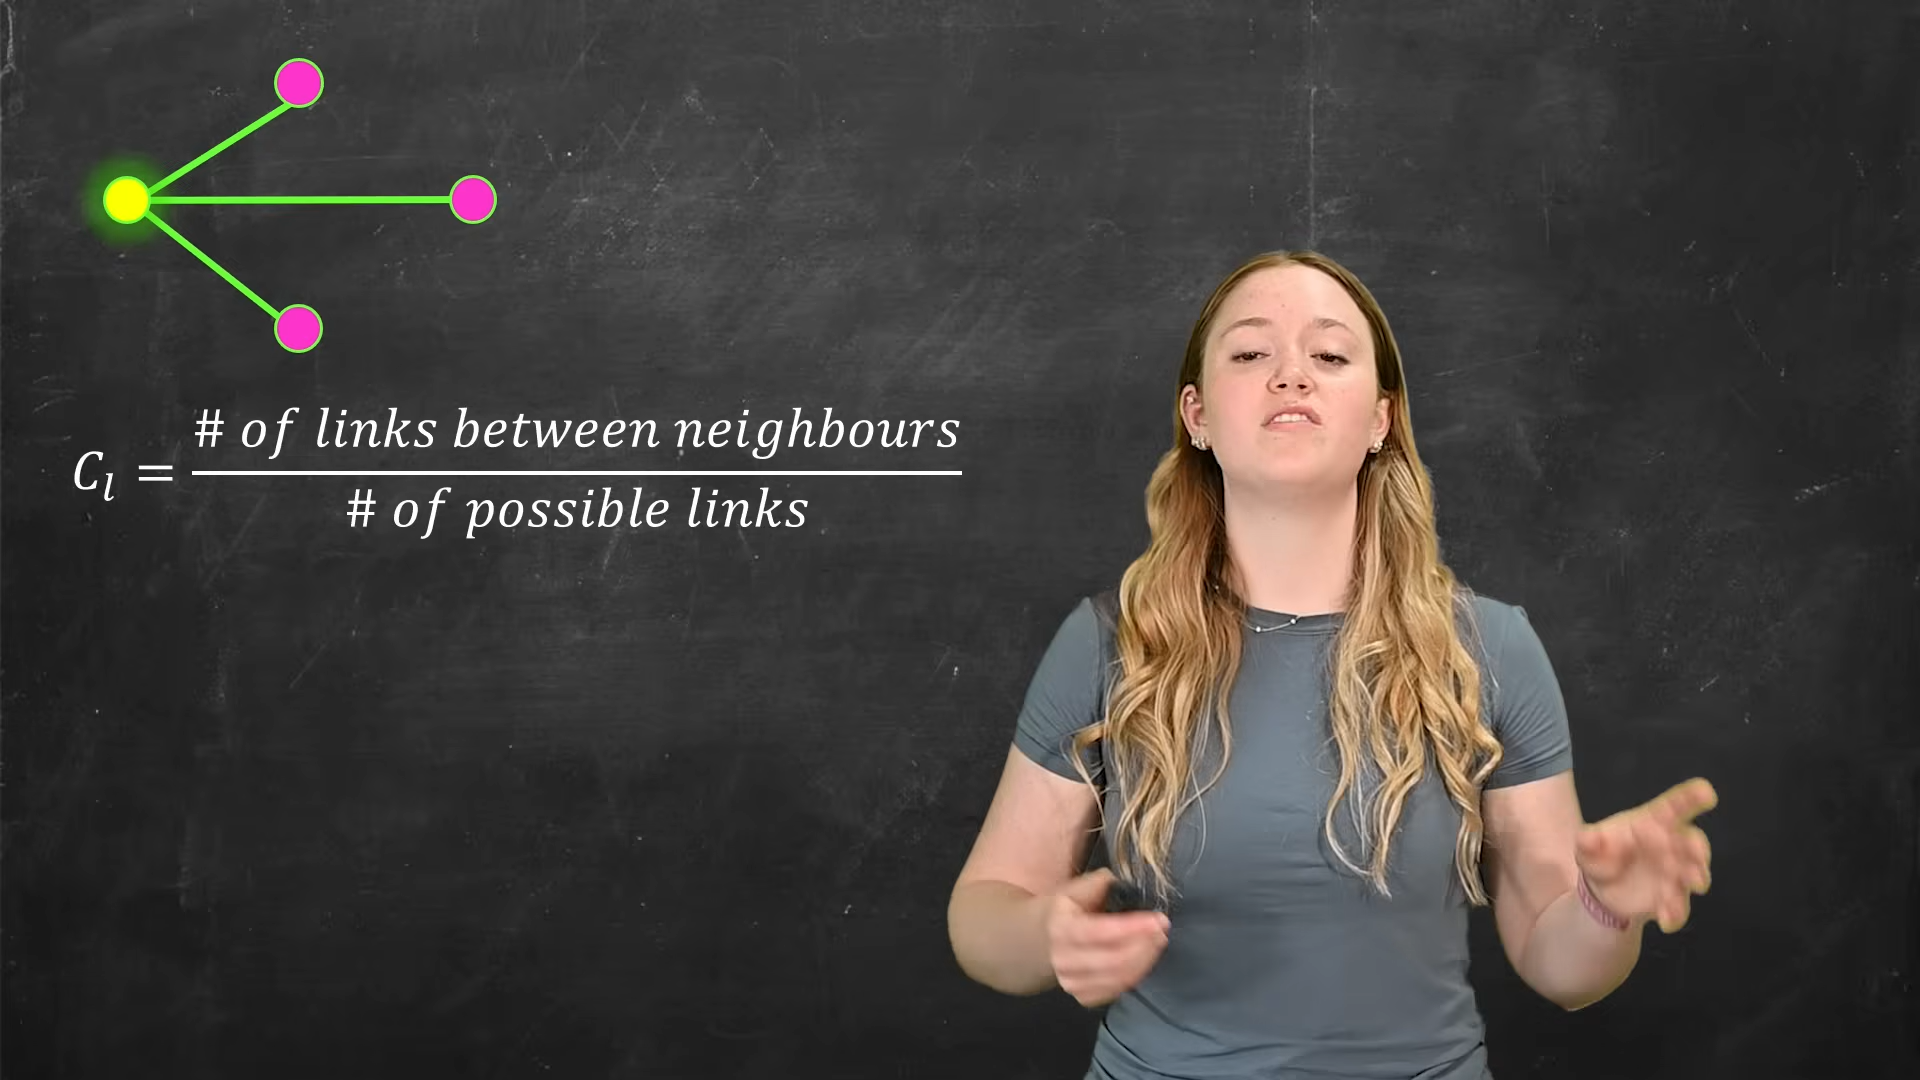 C_l = # of links between neighbours
# of possible links